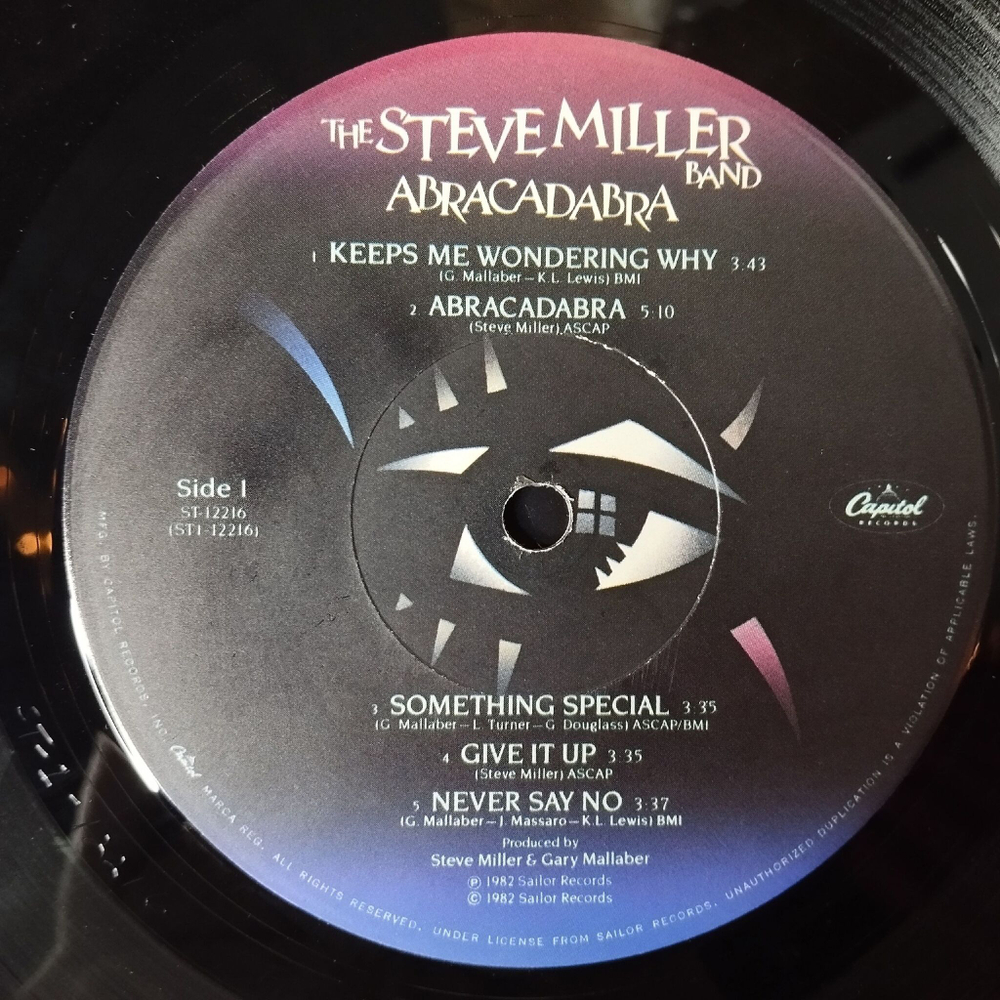 THE STEVE MILLER
BAND
ABRACADABRA
1 KEEPS ME WONDERING WHY 3:43
(G. Mallaber—K.L. Lewis) BMI
2 ABRACADABRA 5:10
(Steve Miller) ASCAP
Side 1
ST-12216
(ST1-12216)
Capitol
RECORDS
3 SOMETHING SPECIAL 3:35
(G. Mallaber—L. Turner—G. Douglass) ASCAP/BMI
4 GIVE IT UP 3:35
(Steve Miller) ASCAP
5 NEVER SAY NO 3:37
(G. Mallaber—J. Massaro—K.L. Lewis) BMI
Produced by
Steve Miller & Gary Mallaber
℗ 1982 Sailor Records
© 1982 Sailor Records
MFG. BY CAPITOL RECORDS, INC. Capitol MARCA REG. ALL RIGHTS RESERVED. UNDER LICENSE FROM SAILOR RECORDS. UNAUTHORIZED DUPLICATION IS A VIOLATION OF APPLICABLE LAWS.